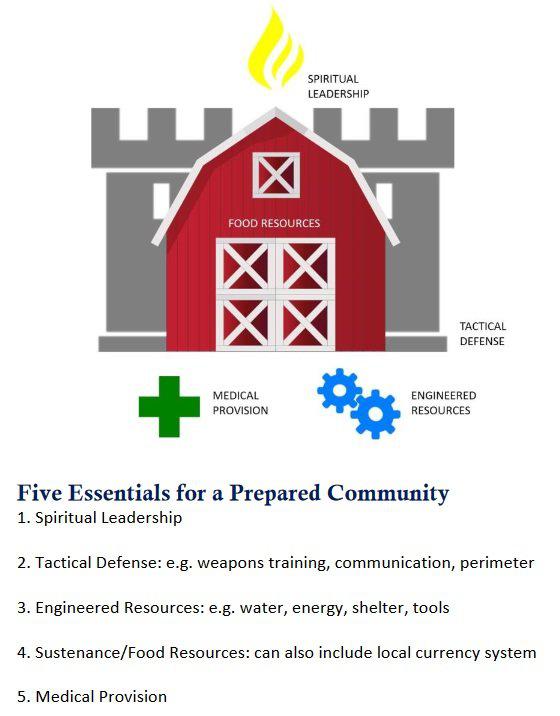 SPIRITUAL
LEADERSHIP
FOOD RESOURCES
TACTICAL
DEFENSE
MEDICAL
PROVISION
ENGINEERED
RESOURCES
Five Essentials for a Prepared Community
1. Spiritual Leadership
2. Tactical Defense: e.g. weapons training, communication, perimeter
3. Engineered Resources: e.g. water, energy, shelter, tools
4. Sustenance/Food Resources: can also include local currency system
5. Medical Provision